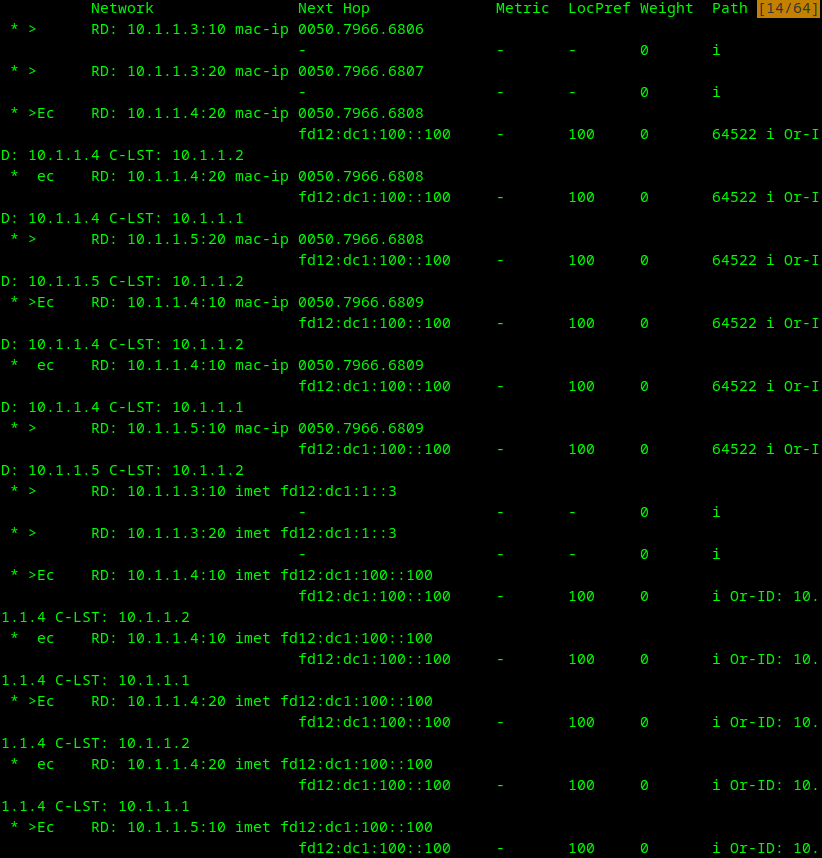 Network Next Hop Metric LocPref Weight Path [14/64]
* > RD: 10.1.1.3:10 mac-ip 0050.7966.6806
- - - 0 i
* > RD: 10.1.1.3:20 mac-ip 0050.7966.6807
- - - 0 i
* >Ec RD: 10.1.1.4:20 mac-ip 0050.7966.6808
fd12:dc1:100::100 - 100 0 64522 i Or-I
D: 10.1.1.4 C-LST: 10.1.1.2
* ec RD: 10.1.1.4:20 mac-ip 0050.7966.6808
fd12:dc1:100::100 - 100 0 64522 i Or-I
D: 10.1.1.4 C-LST: 10.1.1.1
* > RD: 10.1.1.5:20 mac-ip 0050.7966.6808
fd12:dc1:100::100 - 100 0 64522 i Or-I
D: 10.1.1.5 C-LST: 10.1.1.2
* >Ec RD: 10.1.1.4:10 mac-ip 0050.7966.6809
fd12:dc1:100::100 - 100 0 64522 i Or-I
D: 10.1.1.4 C-LST: 10.1.1.2
* ec RD: 10.1.1.4:10 mac-ip 0050.7966.6809
fd12:dc1:100::100 - 100 0 64522 i Or-I
D: 10.1.1.4 C-LST: 10.1.1.1
* > RD: 10.1.1.5:10 mac-ip 0050.7966.6809
fd12:dc1:100::100 - 100 0 64522 i Or-I
D: 10.1.1.5 C-LST: 10.1.1.2
* > RD: 10.1.1.3:10 imet fd12:dc1:1::3
- - - 0 i
* > RD: 10.1.1.3:20 imet fd12:dc1:1::3
- - - 0 i
* >Ec RD: 10.1.1.4:10 imet fd12:dc1:100::100
fd12:dc1:100::100 - 100 0 i Or-ID: 10.
1.1.4 C-LST: 10.1.1.2
* ec RD: 10.1.1.4:10 imet fd12:dc1:100::100
fd12:dc1:100::100 - 100 0 i Or-ID: 10.
1.1.4 C-LST: 10.1.1.1
* >Ec RD: 10.1.1.4:20 imet fd12:dc1:100::100
fd12:dc1:100::100 - 100 0 i Or-ID: 10.
1.1.4 C-LST: 10.1.1.2
* ec RD: 10.1.1.4:20 imet fd12:dc1:100::100
fd12:dc1:100::100 - 100 0 i Or-ID: 10.
1.1.4 C-LST: 10.1.1.1
* >Ec RD: 10.1.1.5:10 imet fd12:dc1:100::100
fd12:dc1:100::100 - 100 0 i Or-ID: 10.